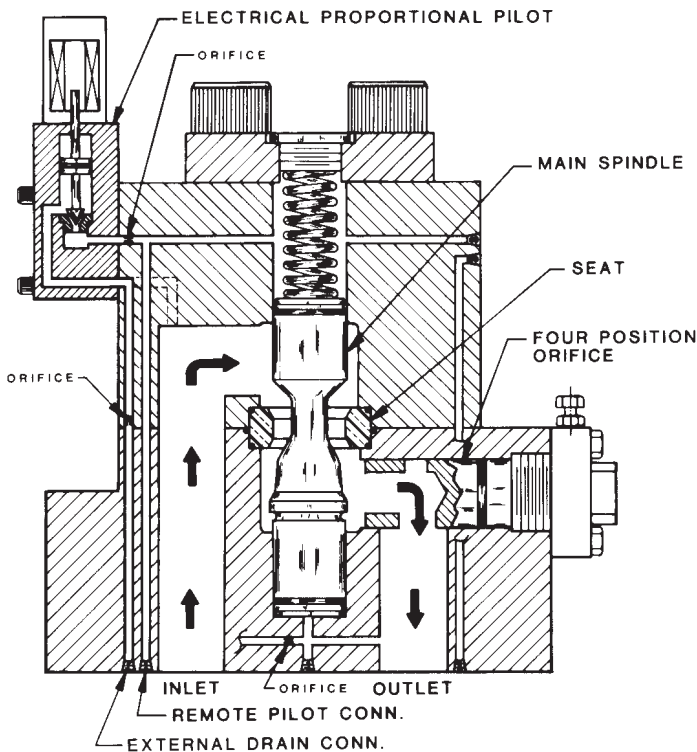 ELECTRICAL PROPORTIONAL PILOT
ORIFICE
MAIN SPINDLE
SEAT
FOUR POSITION
ORIFICE
ORIFICE
INLET
ORIFICE
OUTLET
REMOTE PILOT CONN.
EXTERNAL DRAIN CONN.